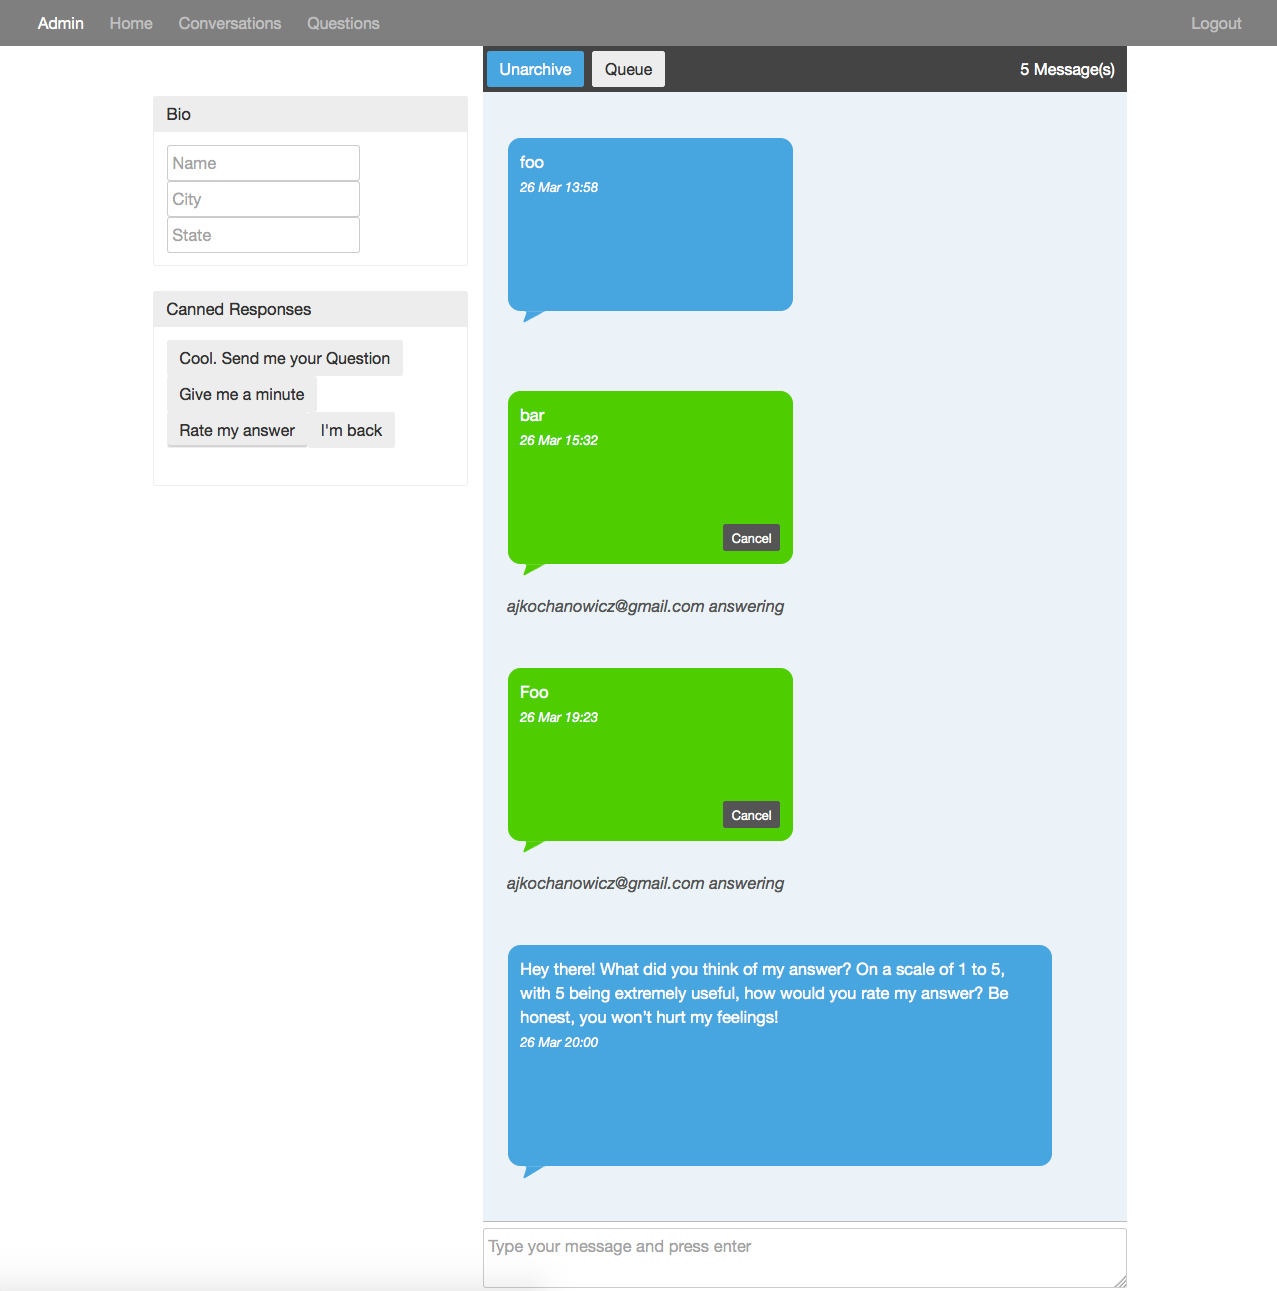 Admin Home Conversations Questions Logout
Unarchive Queue 5 Message(s)
Bio
Name
City
State
Canned Responses
Cool. Send me your Question
Give me a minute
Rate my answer I'm back
foo
26 Mar 13:58
bar
26 Mar 15:32
Cancel
ajkochanowicz@gmail.com answering
Foo
26 Mar 19:23
Cancel
ajkochanowicz@gmail.com answering
Hey there! What did you think of my answer? On a scale of 1 to 5,
with 5 being extremely useful, how would you rate my answer? Be
honest, you won't hurt my feelings!
26 Mar 20:00
Type your message and press enter